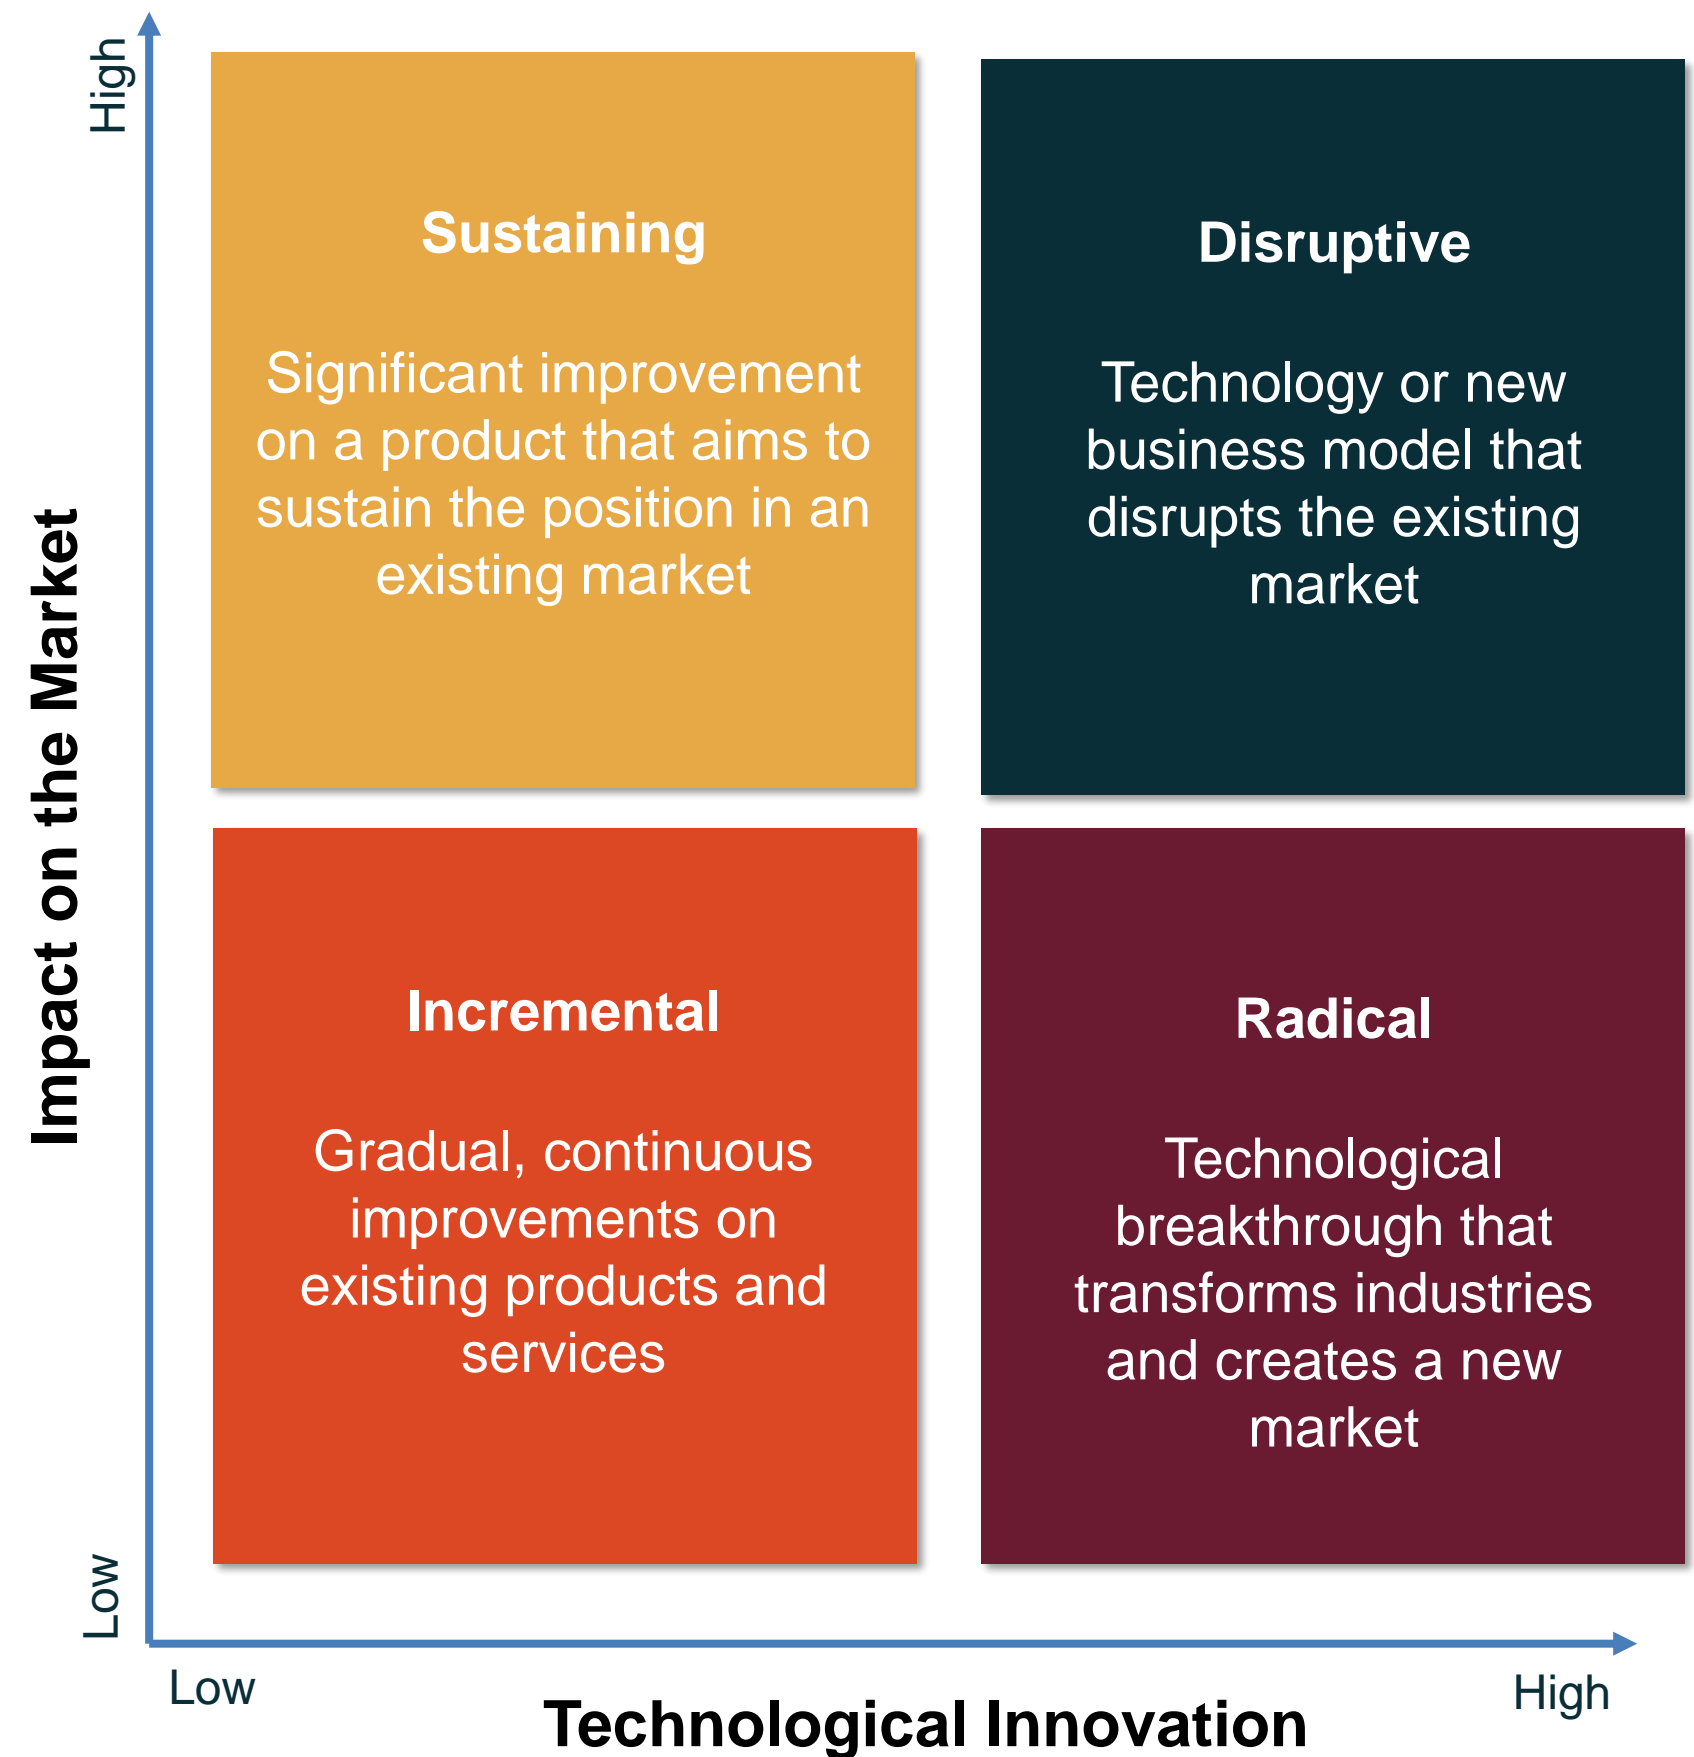 High
Impact on the Market
Low
Sustaining
Significant improvement
on a product that aims to
sustain the position in an
existing market
Disruptive
Technology or new
business model that
disrupts the existing
market
Incremental
Gradual, continuous
improvements on
existing products and
services
Radical
Technological
breakthrough that
transforms industries
and creates a new
market
Low
Technological Innovation
High